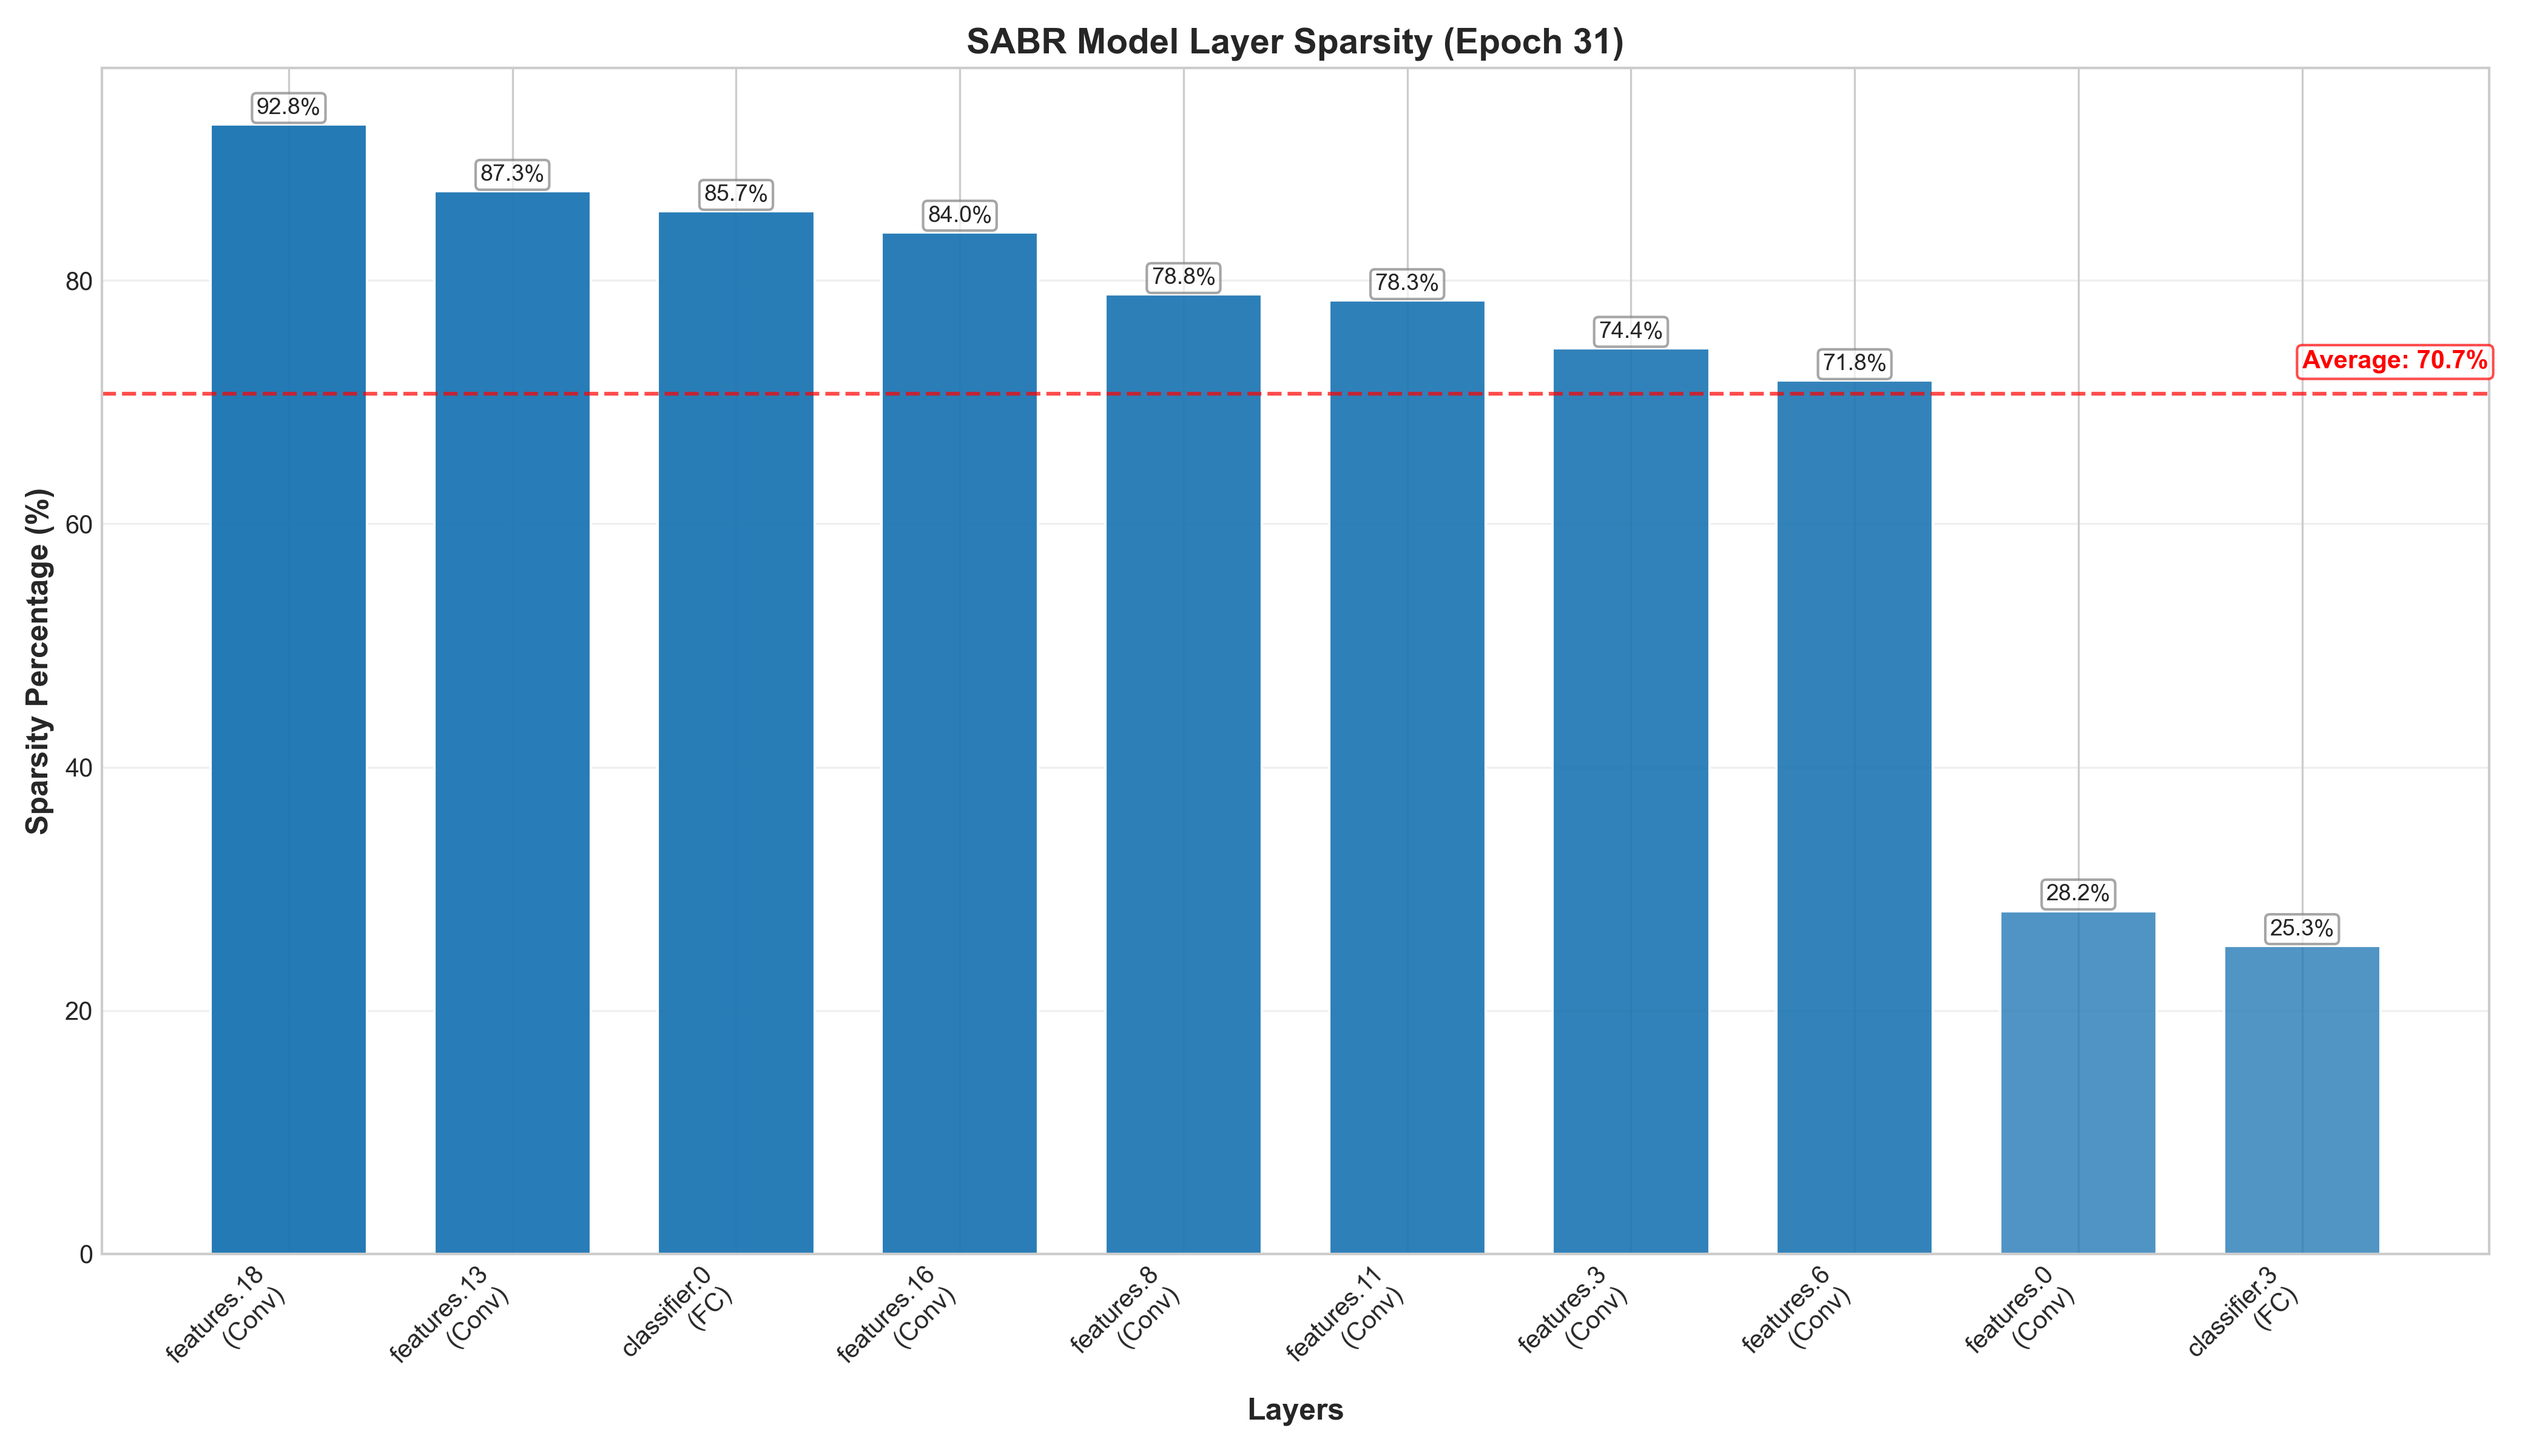 SABR Model Layer Sparsity (Epoch 31)
Sparsity Percentage (%)
80
60
40
20
0
92.8%
87.3%
85.7%
84.0%
78.8%
78.3%
74.4%
71.8%
28.2%
25.3%
Average: 70.7%
features.18
(Conv)
features.13
(Conv)
classifier.0
(FC)
features.16
(Conv)
features.8
(Conv)
features.11
(Conv)
features.3
(Conv)
features.6
(Conv)
features.0
(Conv)
classifier.3
(FC)
Layers